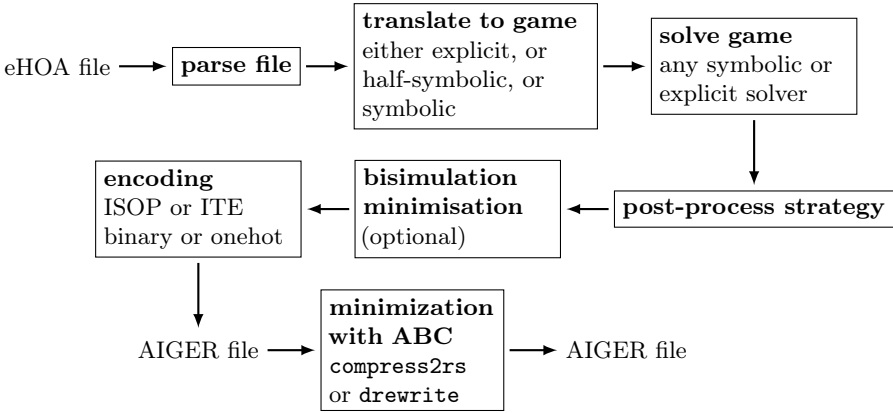 eHOA file
parse file
translate to game
either explicit, or
half-symbolic, or
symbolic
solve game
any symbolic or
explicit solver
post-process strategy
bisimulation
minimisation
(optional)
encoding
ISOP or ITE
binary or onehot
AIGER file
minimization
with ABC
compress2rs
or drewrite
AIGER file